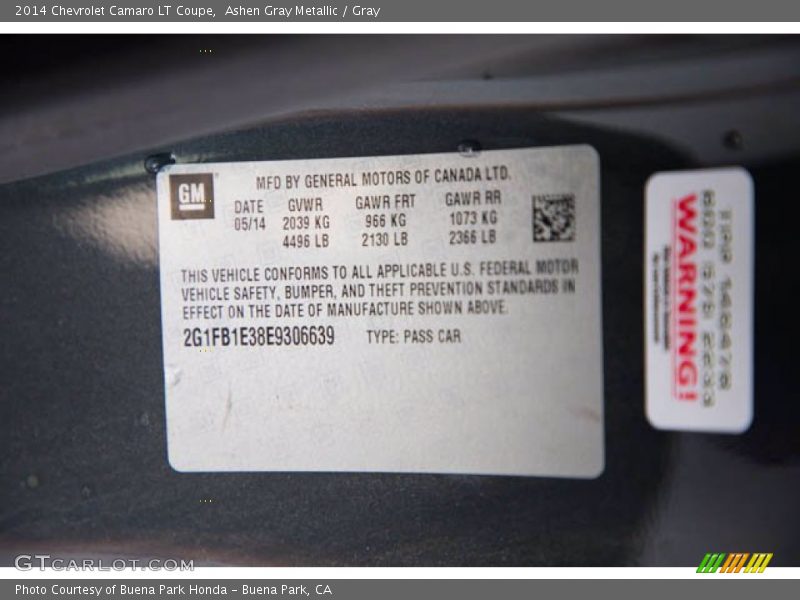 2014 Chevrolet Camaro LT Coupe, Ashen Gray Metallic / Gray
GM
MFD BY GENERAL MOTORS OF CANADA LTD.
DATE GVWR GAWR FRT GAWR RR
05/14 2039 KG 966 KG 1073 KG
4496 LB 2130 LB 2366 LB
THIS VEHICLE CONFORMS TO ALL APPLICABLE U.S. FEDERAL MOTOR
VEHICLE SAFETY, BUMPER, AND THEFT PREVENTION STANDARDS IN
EFFECT ON THE DATE OF MANUFACTURE SHOWN ABOVE.
2G1FB1E38E9306639 TYPE: PASS CAR
WARNING!
GTCARLOT.COM
Photo Courtesy of Buena Park Honda - Buena Park, CA